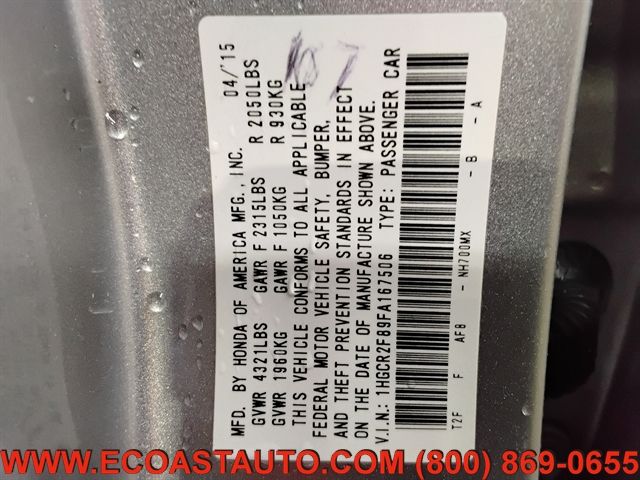 MFD. BY HONDA OF AMERICA MFG., INC. 04/'15
GVWR 4321LBS GAWR F 2315LBS R 2050LBS
GVWR 1960KG GAWR F 1050KG R 930KG
THIS VEHICLE CONFORMS TO ALL APPLICABLE
FEDERAL MOTOR VEHICLE SAFETY, BUMPER,
AND THEFT PREVENTION STANDARDS IN EFFECT
ON THE DATE OF MANUFACTURE SHOWN ABOVE.
V.I.N.: 1HGCR2F89FA167506 TYPE: PASSENGER CAR
T2F F AF8 - NH700MX - B - A
WWW.ECOASTAUTO.COM (800) 869-0655